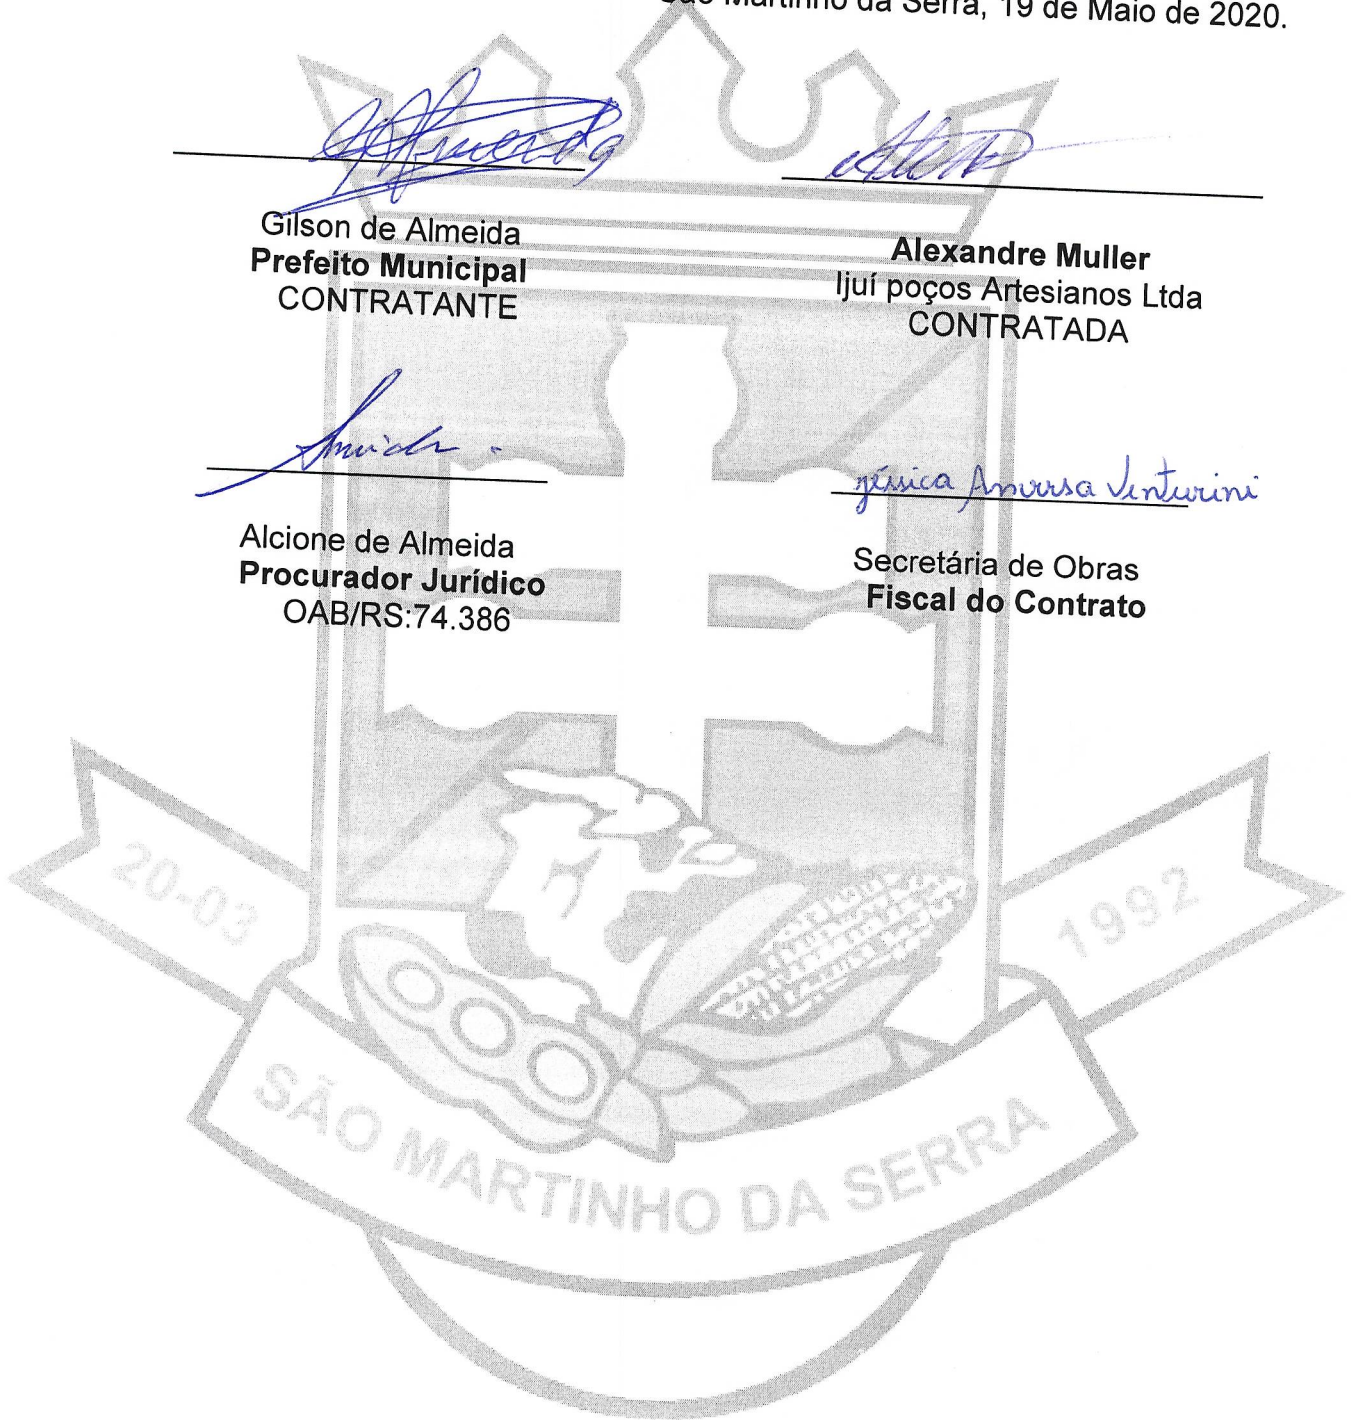 São Martinho da Serra, 19 de Maio de 2020.
Gilson de Almeida
Prefeito Municipal
CONTRATANTE
Alexandre Muller
Ijuí poços Artesianos Ltda
CONTRATADA
Jéssica Anversa Venturini
Alcione de Almeida
Procurador Jurídico
OAB/RS:74.386
Secretária de Obras
Fiscal do Contrato
20-03
1992
SÃO MARTINHO DA SERRA